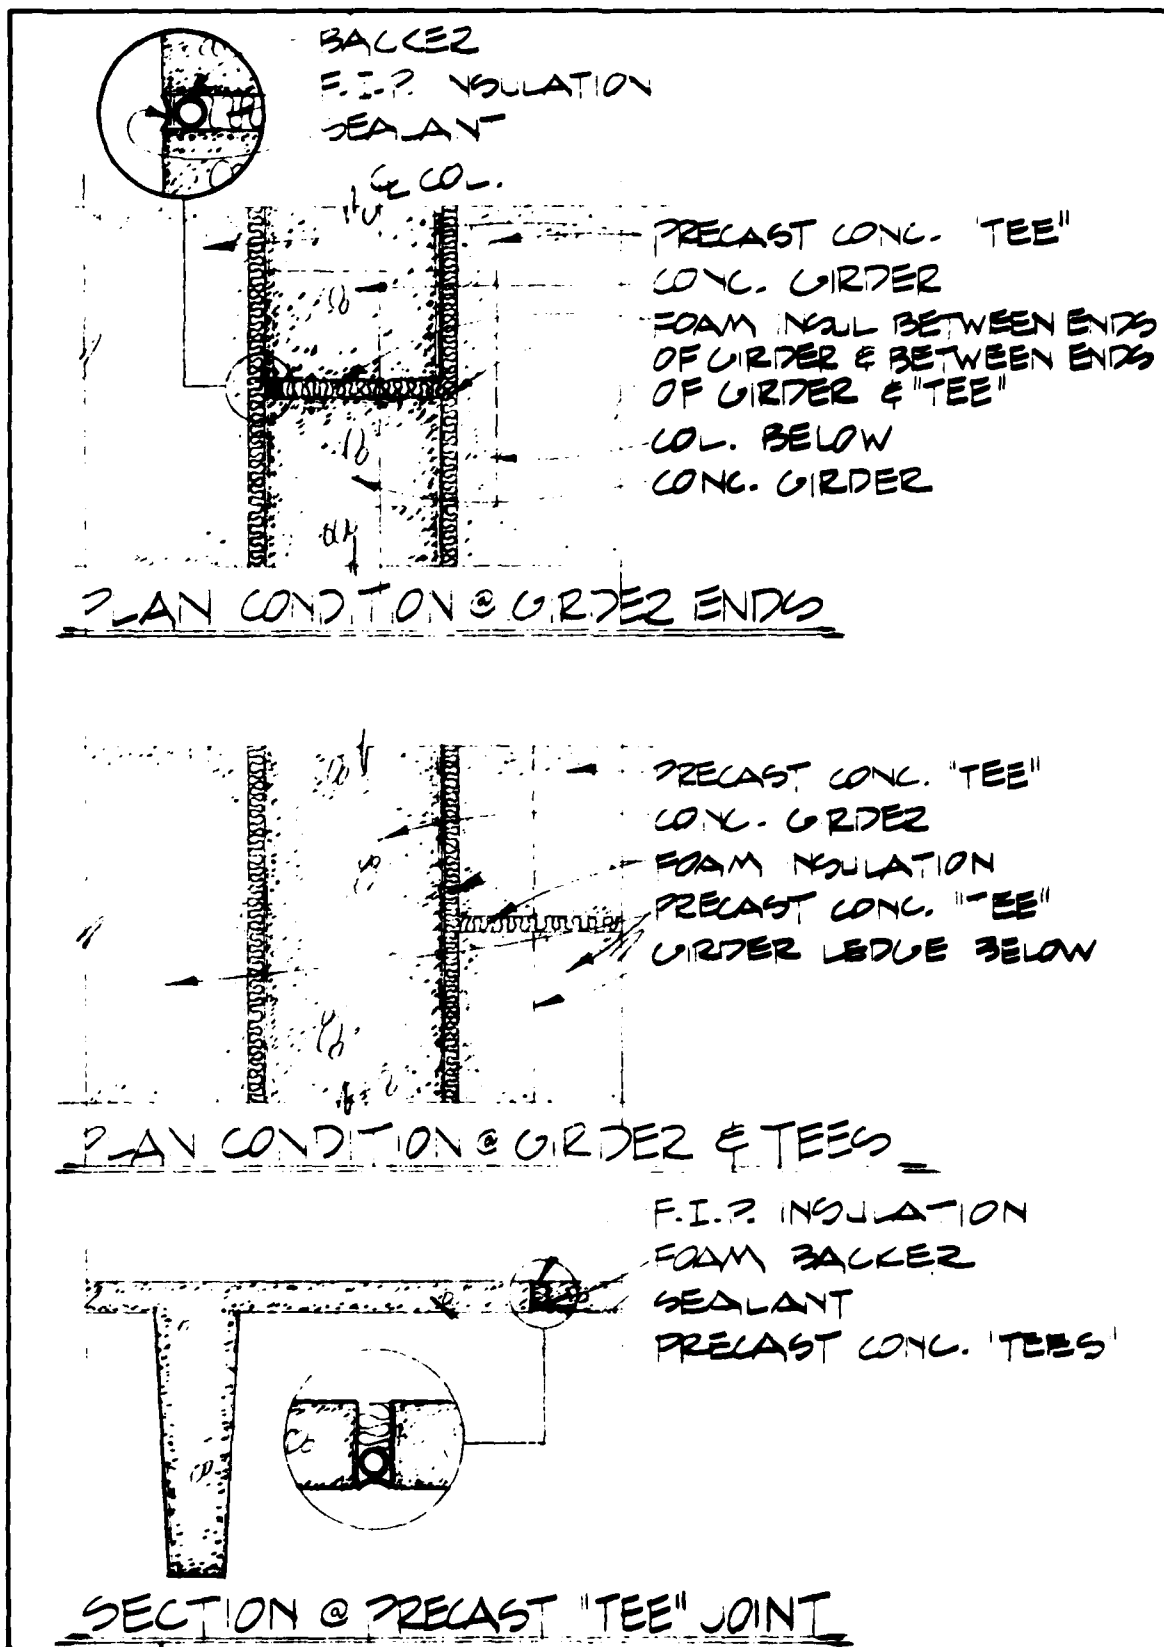 BACKER
F.I.P. INSULATION
SEALANT
℄ COL.
PRECAST CONC. "TEE"
CONC. GIRDER
FOAM INSUL BETWEEN ENDS
OF GIRDER & BETWEEN ENDS
OF GIRDER & "TEE"
COL. BELOW
CONC. GIRDER
PLAN CONDITION @ GIRDER ENDS
PRECAST CONC. "TEE"
CONC. GIRDER
FOAM INSULATION
PRECAST CONC. "TEE"
GIRDER LEDGE BELOW
PLAN CONDITION @ GIRDER & TEES
F.I.P. INSULATION
FOAM BACKER
SEALANT
PRECAST CONC. 'TEES'
SECTION @ PRECAST "TEE" JOINT